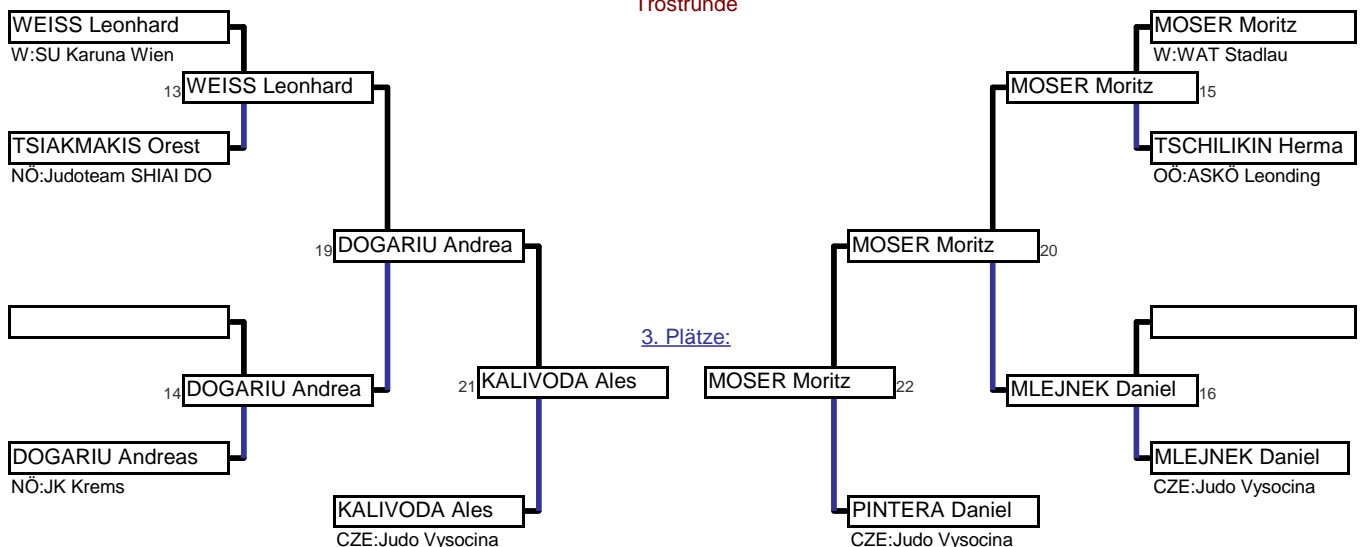 Trostrunde
WEISS Leonhard
W:SU Karuna Wien
13 WEISS Leonhard
TSIAKMAKIS Orest
NÖ:Judoteam SHIAI DO
19 DOGARIU Andrea
14 DOGARIU Andrea
DOGARIU Andreas
NÖ:JK Krems
21 KALIVODA Ales
KALIVODA Ales
CZE:Judo Vysocina
3. Plätze:
MOSER Moritz
W:WAT Stadlau
MOSER Moritz 15
TSCHILIKIN Herma
OÖ:ASKÖ Leonding
MOSER Moritz 20
MOSER Moritz 22
MLEJNEK Daniel 16
MLEJNEK Daniel
CZE:Judo Vysocina
PINTERA Daniel
CZE:Judo Vysocina